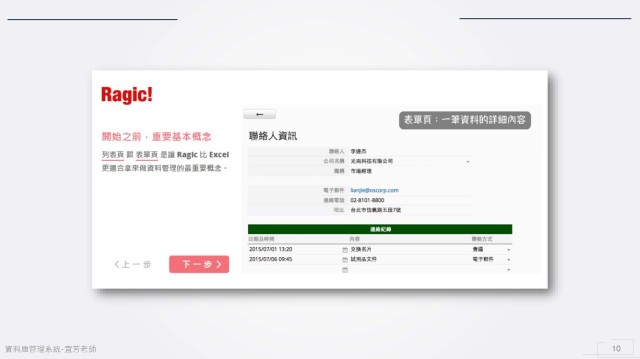 Ragic!
開始之前，重要基本概念
列表頁 跟 表單頁 是讓 Ragic 比 Excel
更適合拿來做資料管理的最重要概念。
上一步
下一步
←
表單頁：一筆資料的詳細內容
聯絡人資訊
聯絡人 李連杰
公司名稱 光南科技有限公司
職稱 市場經理
電子郵件 lianjie@oscorp.com
連絡電話 02-8101-8800
地址 台北市信義路五段7號
連絡紀錄
日期及時間 內容 聯絡方式
2015/07/01 13:20 交換名片 會議
2015/07/06 09:45 試用品文件 電子郵件
資料庫管理系統-宜芳老師
10